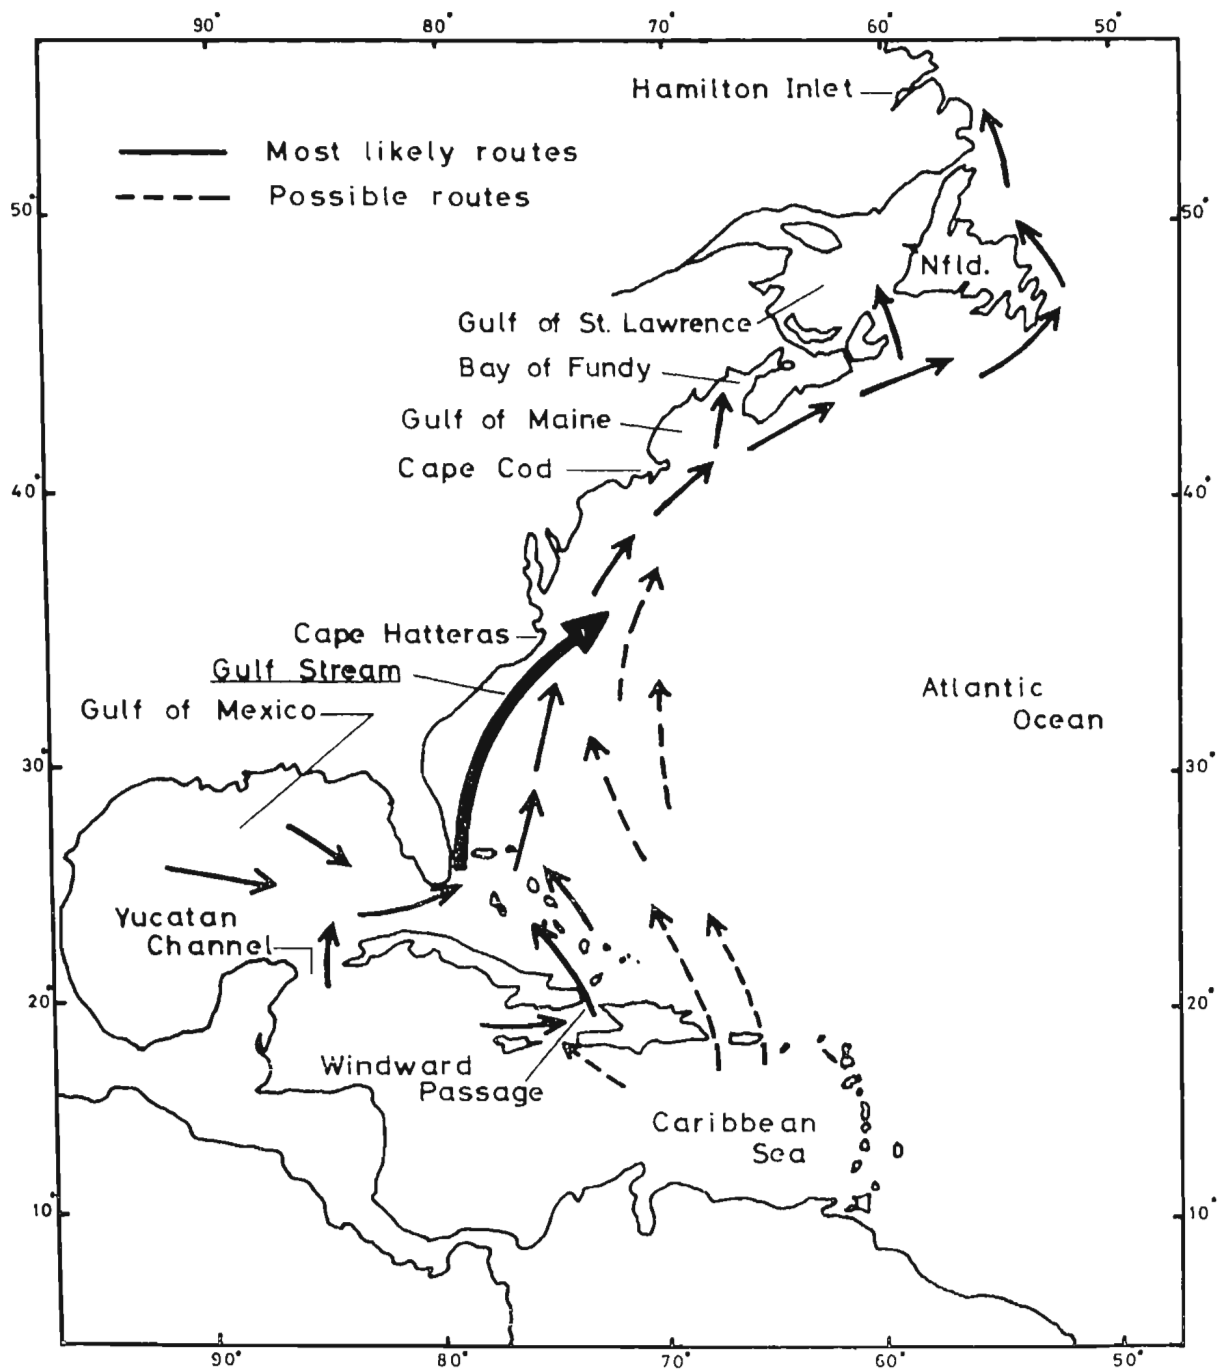 90° 80° 70° 60° 50°
Hamilton Inlet
Most likely routes
Possible routes
50° 50°
Nfld.
Gulf of St. Lawrence
Bay of Fundy
Gulf of Maine
Cape Cod
40° 40°
Cape Hatteras
Gulf Stream
Gulf of Mexico
Atlantic
Ocean
30° 30°
Yucatan
Channel
20° 20°
Windward
Passage
Caribbean
Sea
10° 10°
90° 80° 70° 60° 50°